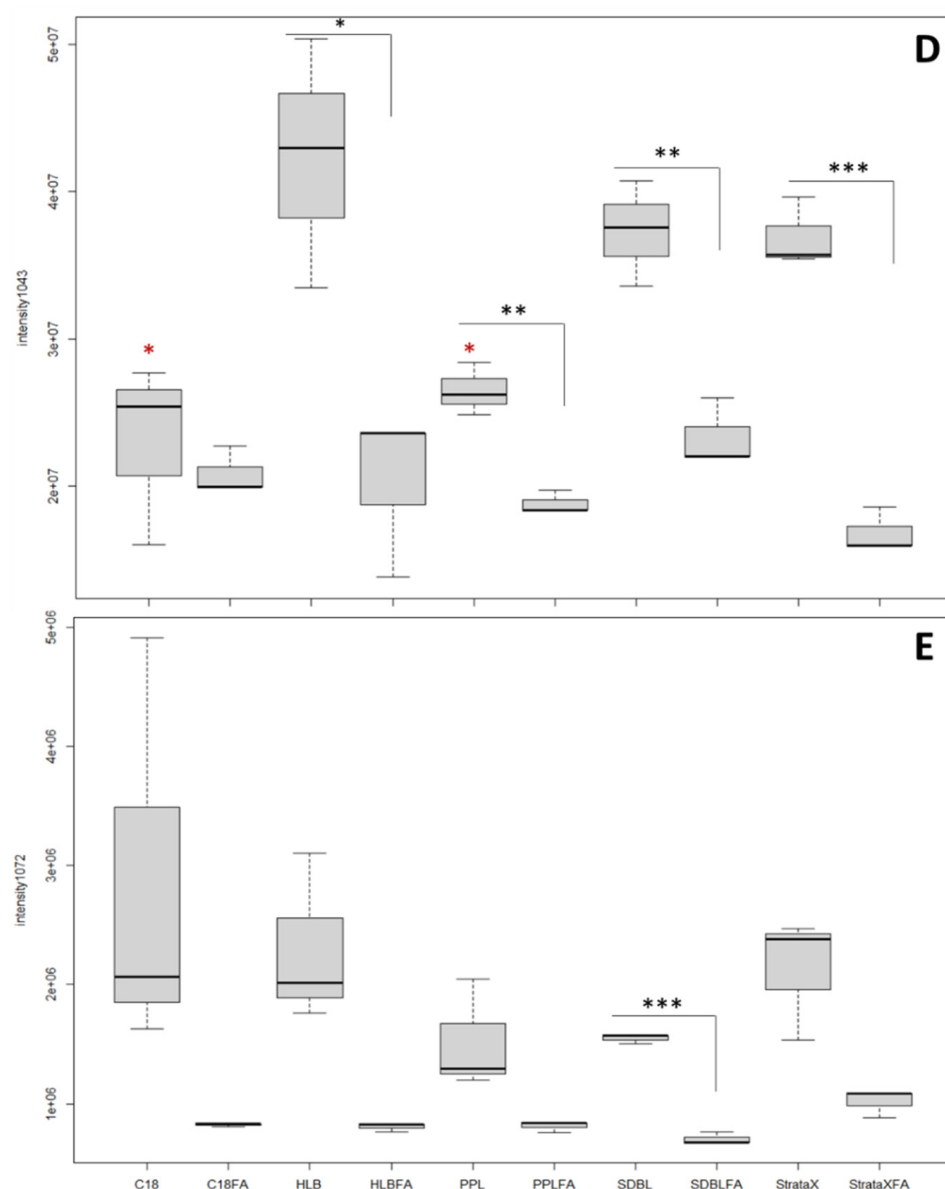 D
intensity1043
5e+07
4e+07
3e+07
2e+07
*
**
***
*
**
*
E
intensity1072
5e+06
4e+06
3e+06
2e+06
1e+06
***
C18 C18FA HLB HLBFA PPL PPLFA SDBL SDBLFA StrataX StrataXFA